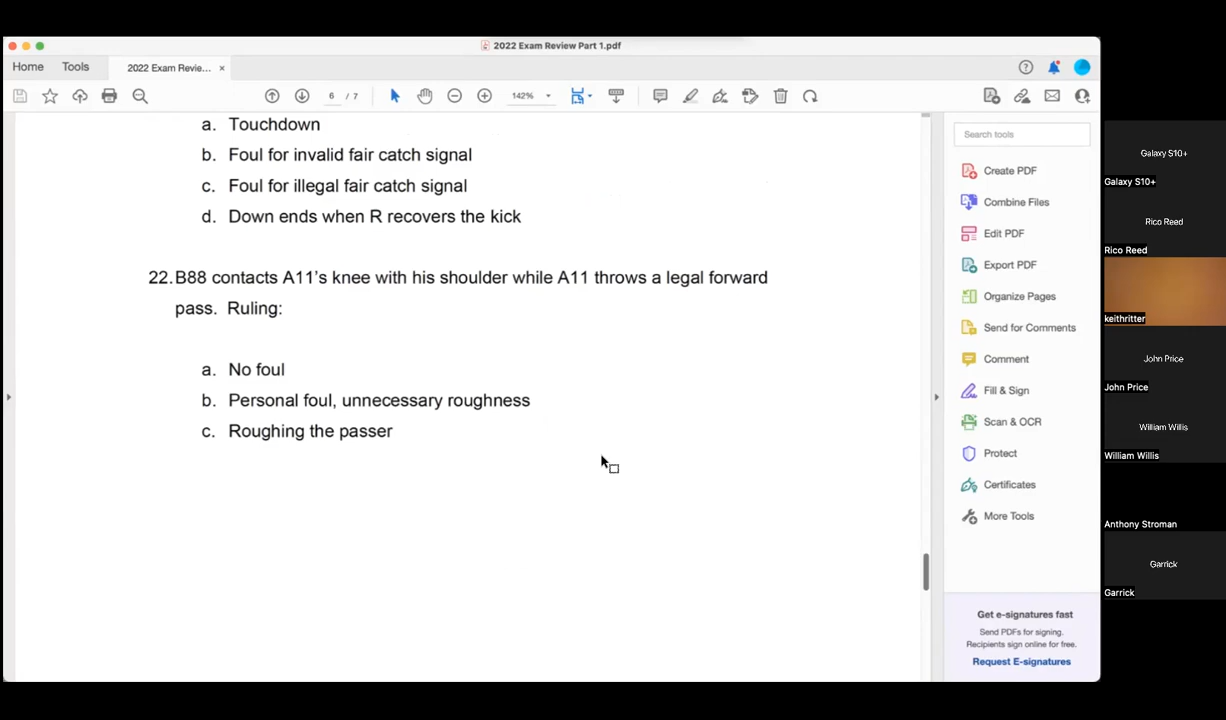 2022 Exam Review Part 1.pdf
Home Tools 2022 Exam Revie... ×
6 / 7 142%
a. Touchdown
b. Foul for invalid fair catch signal
c. Foul for illegal fair catch signal
d. Down ends when R recovers the kick
22. B88 contacts A11's knee with his shoulder while A11 throws a legal forward
pass. Ruling:
a. No foul
b. Personal foul, unnecessary roughness
c. Roughing the passer
Search tools
Create PDF
Combine Files
Edit PDF
Export PDF
Organize Pages
Send for Comments
Comment
Fill & Sign
Scan & OCR
Protect
Certificates
More Tools
Get e-signatures fast
Send PDFs for signing.
Recipients sign online for free.
Request E-signatures
Galaxy S10+
Galaxy S10+
Rico Reed
Rico Reed
keithritter
John Price
John Price
William Willis
William Willis
Anthony Stroman
Garrick
Garrick